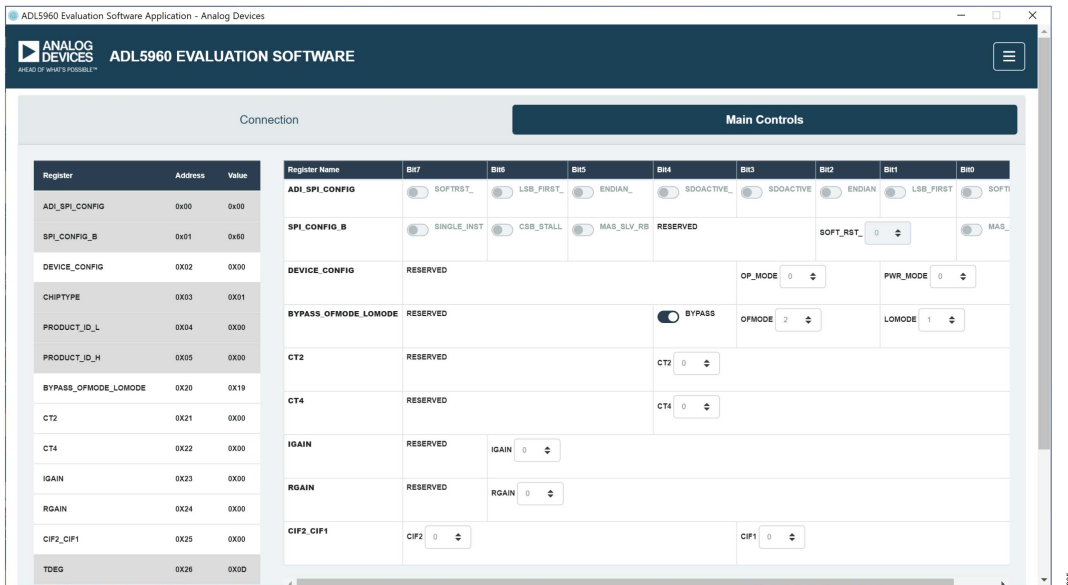 ADL5960 Evaluation Software Application - Analog Devices
ANALOG
DEVICES
AHEAD OF WHAT'S POSSIBLE™
ADL5960 EVALUATION SOFTWARE
Connection
Main Controls
Register Address Value
ADI_SPI_CONFIG 0x00 0x00
SPI_CONFIG_B 0x01 0x60
DEVICE_CONFIG 0X02 0X00
CHIPTYPE 0X03 0X01
PRODUCT_ID_L 0X04 0X00
PRODUCT_ID_H 0X05 0X00
BYPASS_OFMODE_LOMODE 0X20 0X19
CT2 0X21 0X00
CT4 0X22 0X00
IGAIN 0X23 0X00
RGAIN 0X24 0X00
CIF2_CIF1 0X25 0X00
TDEG 0X26 0X0D
Register Name Bit7 Bit6 Bit5 Bit4 Bit3 Bit2 Bit1 Bit0
ADI_SPI_CONFIG SOFTRST_ LSB_FIRST_ ENDIAN_ SDOACTIVE_ SDOACTIVE ENDIAN LSB_FIRST
SPI_CONFIG_B SINGLE_INST CSB_STALL MAS_SLV_RB RESERVED SOFT_RST_ 0 MAS_
DEVICE_CONFIG RESERVED OP_MODE 0 PWR_MODE 0
BYPASS_OFMODE_LOMODE RESERVED BYPASS OFMODE 2 LOMODE 1
CT2 RESERVED CT2 0
CT4 RESERVED CT4 0
IGAIN RESERVED IGAIN 0
RGAIN RESERVED RGAIN 0
CIF2_CIF1 CIF2 0 CIF1 0